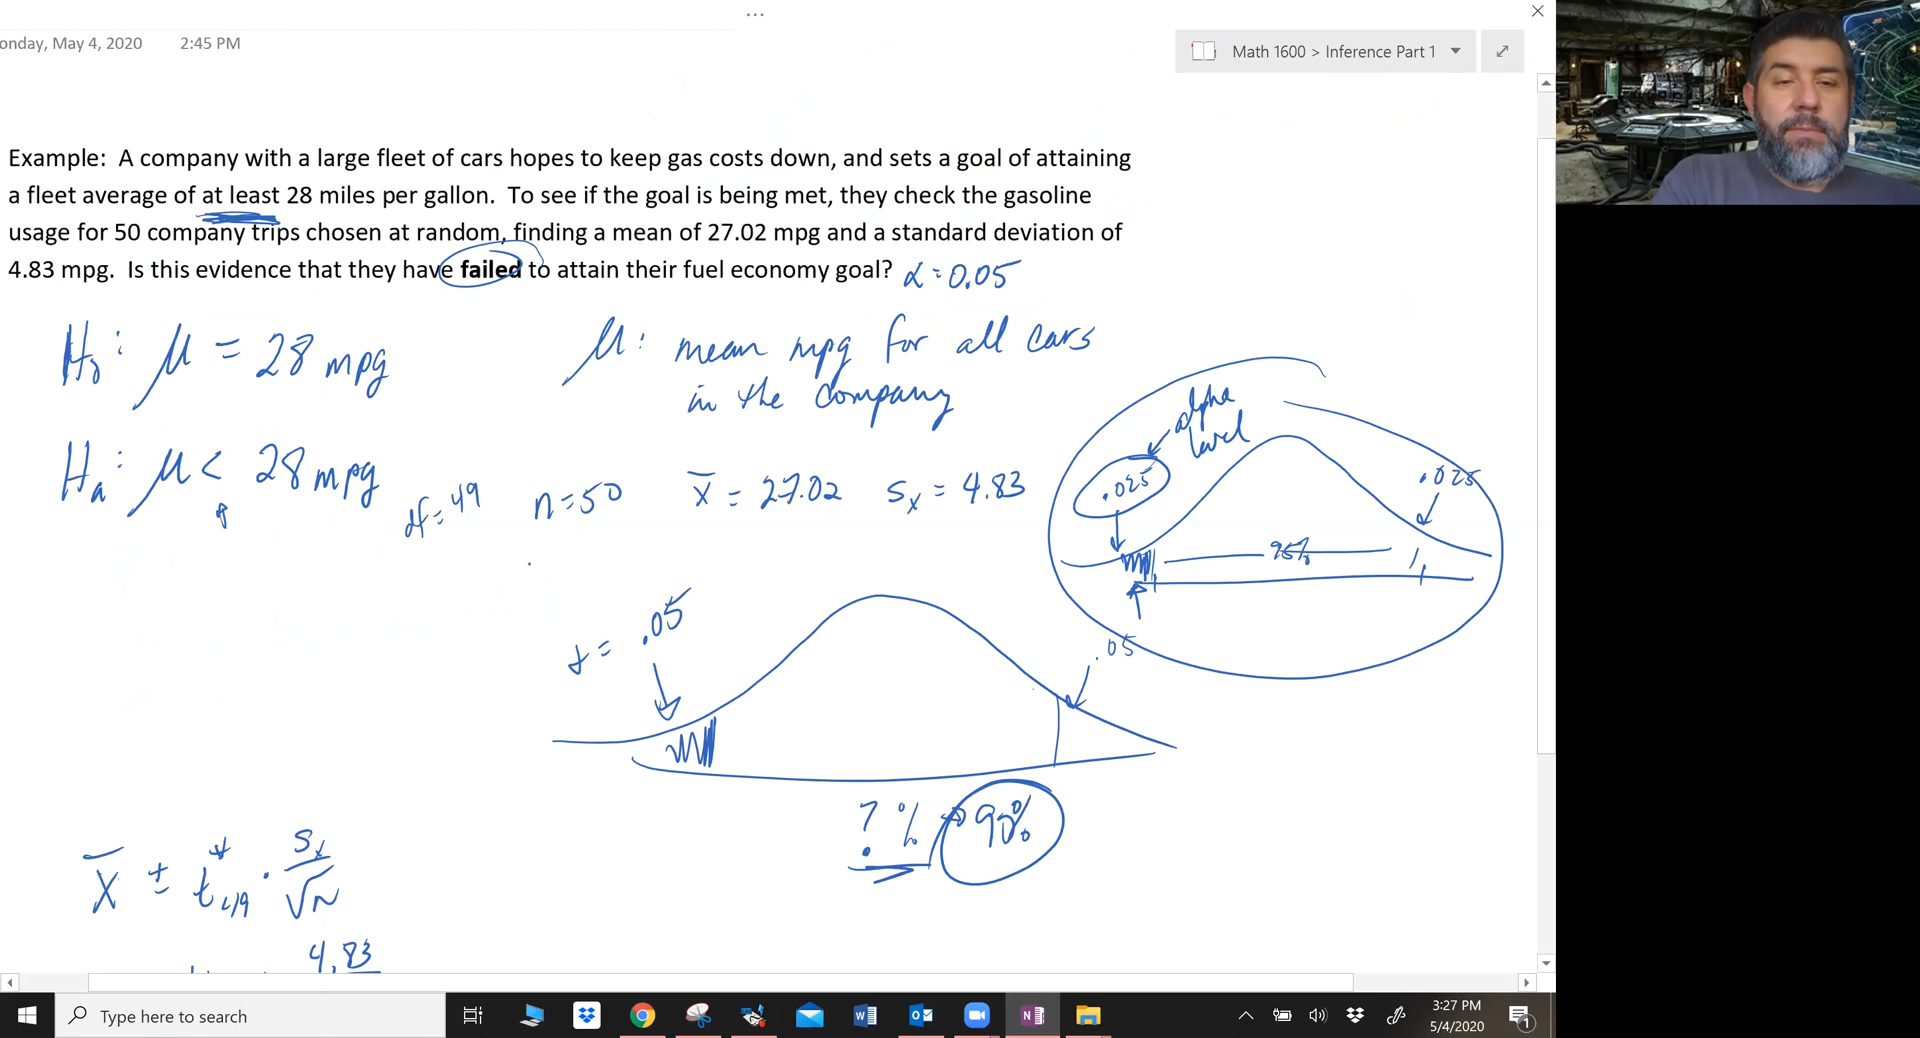 onday, May 4, 2020 2:45 PM
Math 1600 > Inference Part 1
Example: A company with a large fleet of cars hopes to keep gas costs down, and sets a goal of attaining
a fleet average of at least 28 miles per gallon. To see if the goal is being met, they check the gasoline
usage for 50 company trips chosen at random, finding a mean of 27.02 mpg and a standard deviation of
4.83 mpg. Is this evidence that they have failed to attain their fuel economy goal? α = 0.05
H₀: μ = 28 mpg
μ: mean mpg for all cars
in the company
Hₐ: μ < 28 mpg
df = 49
n = 50
x̄ = 27.02
sₓ = 4.83
alpha
level
.025
.025
95%
α = .05
.05
? % → 90%
x̄ ± t*₄₉ · sₓ/√n
4.83
Type here to search
3:27 PM
5/4/2020
1